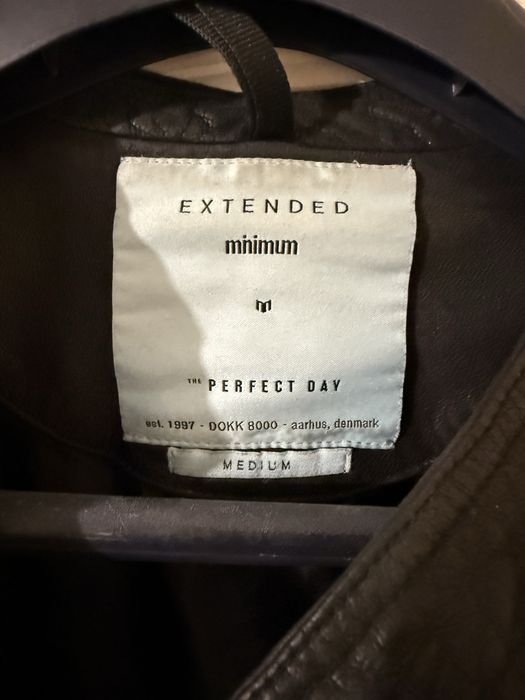 EXTENDED
minimum
m
THE PERFECT DAY
est. 1997 - DOKK 8000 - aarhus, denmark
MEDIUM